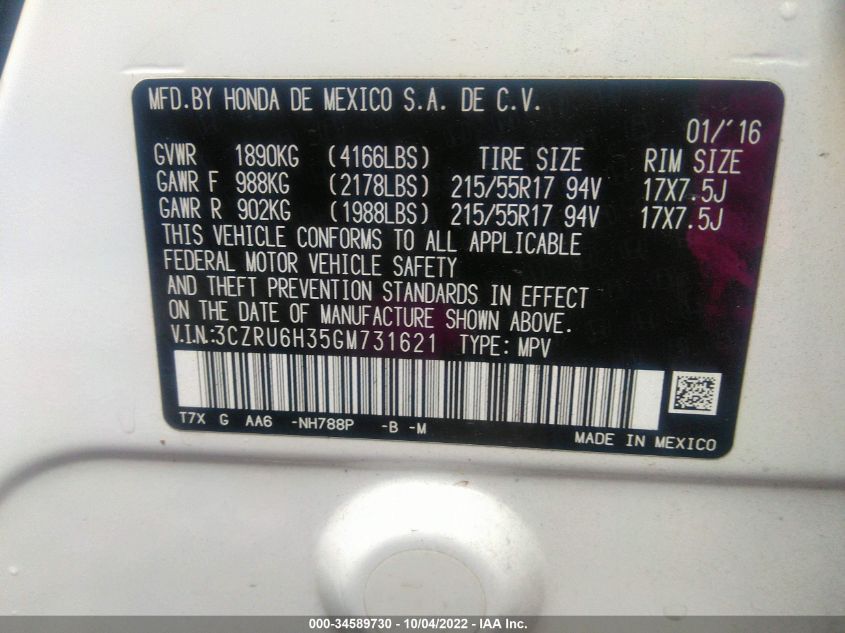 MFD.BY HONDA DE MEXICO S.A. DE C.V.
01/´16
GVWR 1890KG (4166LBS) TIRE SIZE RIM SIZE
GAWR F 988KG (2178LBS) 215/55R17 94V 17X7.5J
GAWR R 902KG (1988LBS) 215/55R17 94V 17X7.5J
THIS VEHICLE CONFORMS TO ALL APPLICABLE
FEDERAL MOTOR VEHICLE SAFETY
AND THEFT PREVENTION STANDARDS IN EFFECT
ON THE DATE OF MANUFACTURE SHOWN ABOVE.
V.I.N.:3CZRU6H35GM731621 TYPE: MPV
T7X G AA6 -NH788P -B -M
MADE IN MEXICO
000-34589730 - 10/04/2022 - IAA Inc.